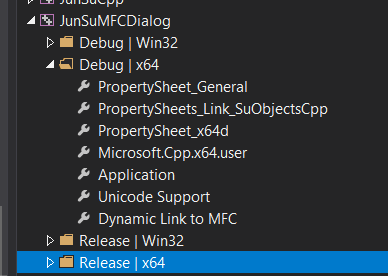 JunSuCpp
JunSuMFCDialog
Debug | Win32
Debug | x64
PropertySheet_General
PropertySheets_Link_SuObjectsCpp
PropertySheet_x64d
Microsoft.Cpp.x64.user
Application
Unicode Support
Dynamic Link to MFC
Release | Win32
Release | x64